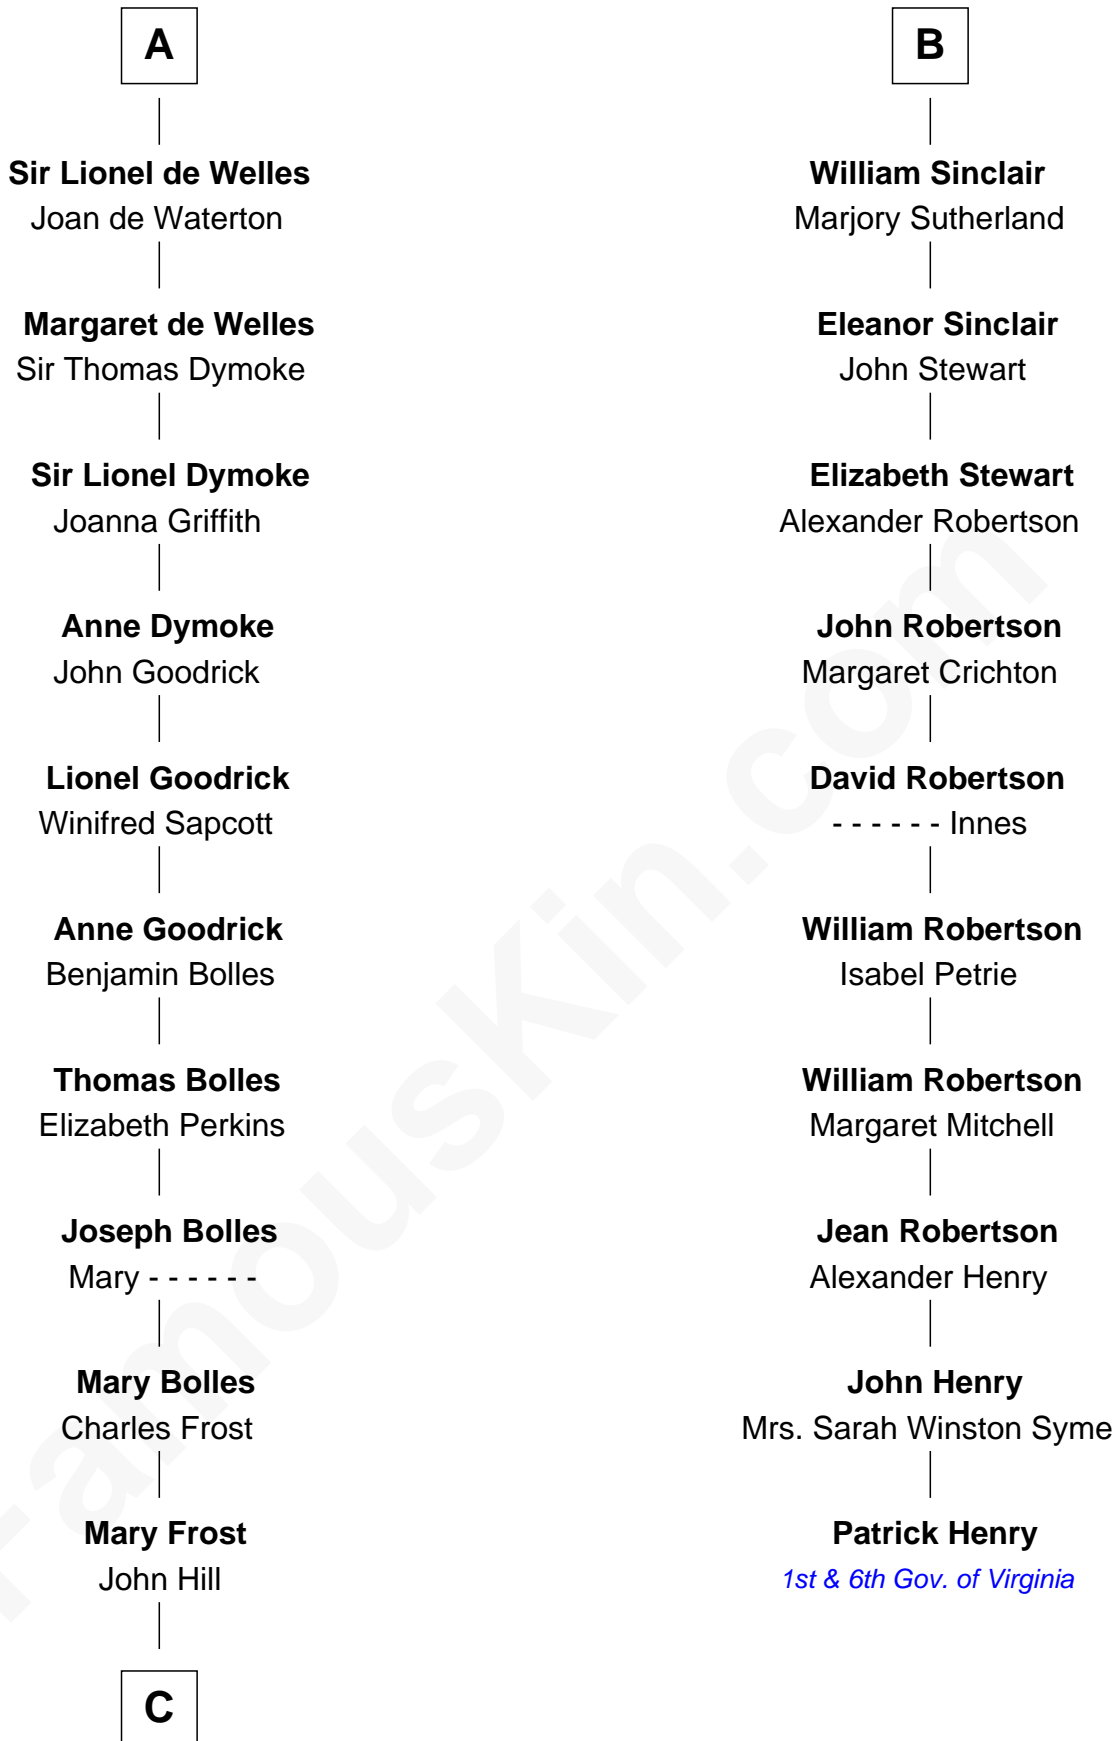 A
Sir Lionel de Welles
Joan de Waterton
Margaret de Welles
Sir Thomas Dymoke
Sir Lionel Dymoke
Joanna Griffith
Anne Dymoke
John Goodrick
Lionel Goodrick
Winifred Sapcott
Anne Goodrick
Benjamin Bolles
Thomas Bolles
Elizabeth Perkins
Joseph Bolles
Mary - - - - - -
Mary Bolles
Charles Frost
Mary Frost
John Hill
C
B
William Sinclair
Marjory Sutherland
Eleanor Sinclair
John Stewart
Elizabeth Stewart
Alexander Robertson
John Robertson
Margaret Crichton
David Robertson
- - - - - - Innes
William Robertson
Isabel Petrie
William Robertson
Margaret Mitchell
Jean Robertson
Alexander Henry
John Henry
Mrs. Sarah Winston Syme
Patrick Henry
1st & 6th Gov. of Virginia
FamousKin.com